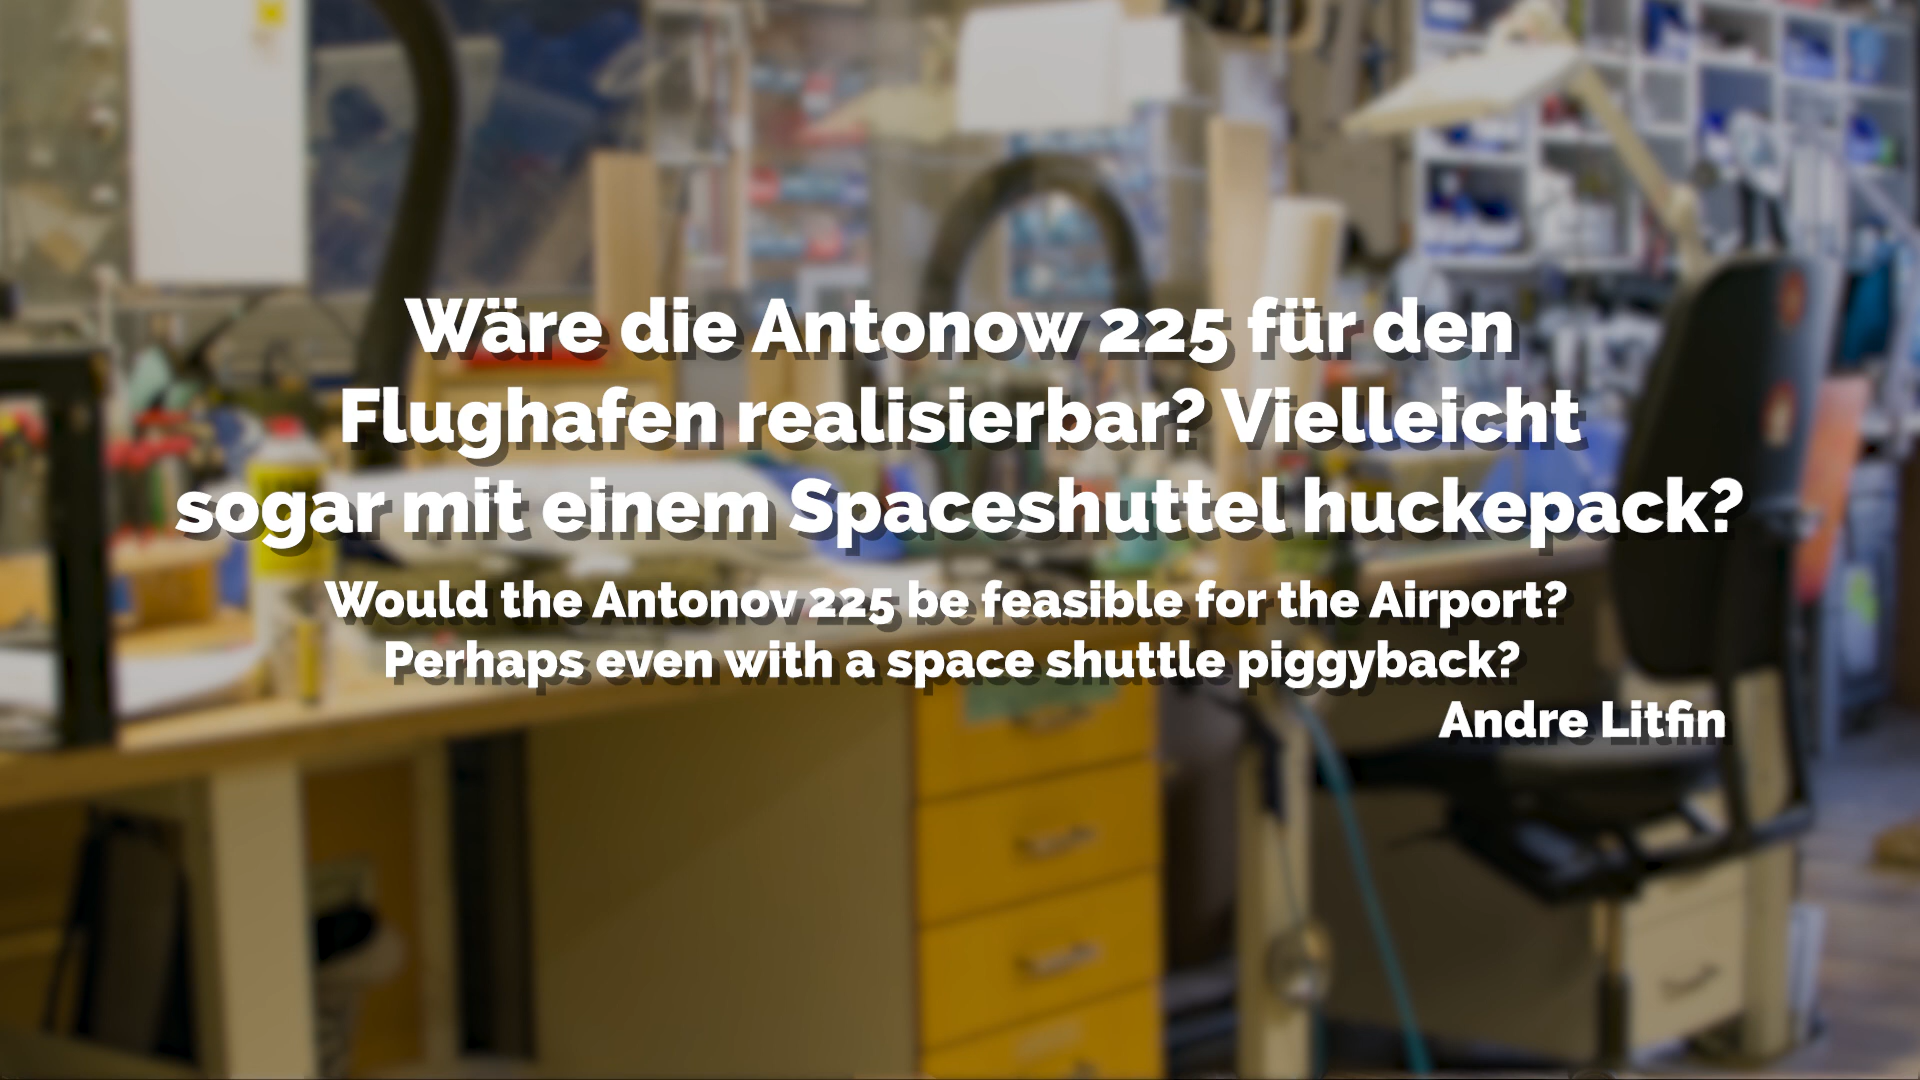 Wäre die Antonow 225 für den
Flughafen realisierbar? Vielleicht
sogar mit einem Spaceshuttel huckepack?
Would the Antonov 225 be feasible for the Airport?
Perhaps even with a space shuttle piggyback?
Andre Litfin